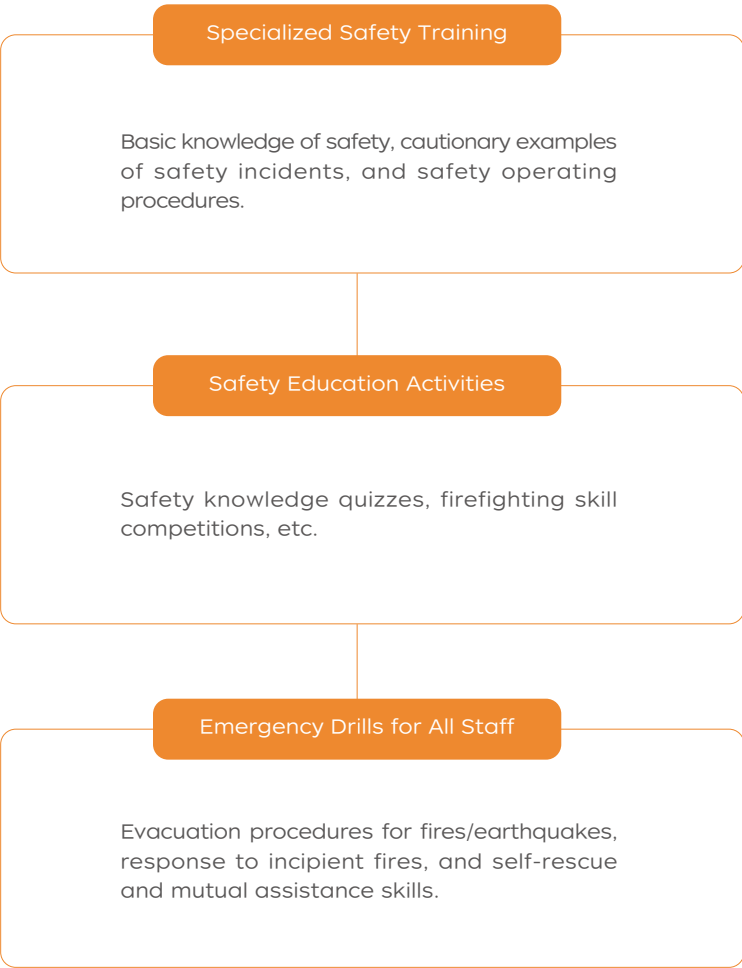 Specialized Safety Training
Basic knowledge of safety, cautionary examples
of safety incidents, and safety operating
procedures.
Safety Education Activities
Safety knowledge quizzes, firefighting skill
competitions, etc.
Emergency Drills for All Staff
Evacuation procedures for fires/earthquakes,
response to incipient fires, and self-rescue
and mutual assistance skills.